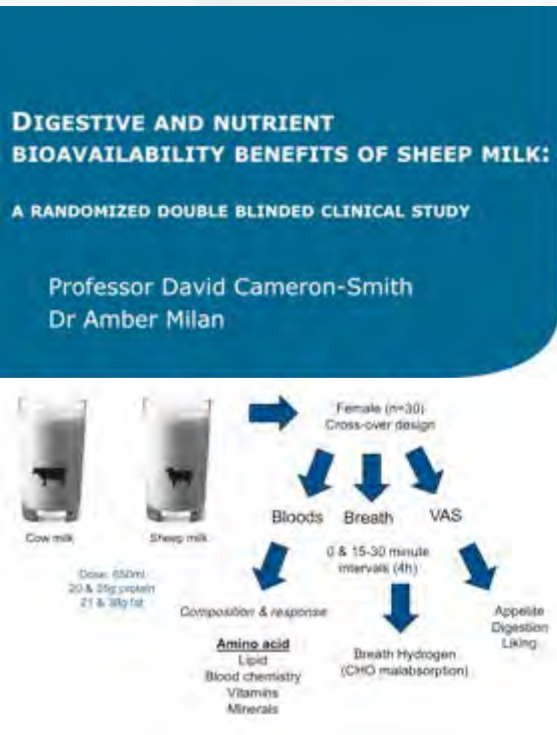 DIGESTIVE AND NUTRIENT
BIOAVAILABILITY BENEFITS OF SHEEP MILK:
A RANDOMIZED DOUBLE BLINDED CLINICAL STUDY
Professor David Cameron-Smith
Dr Amber Milan
Female (n=30)
Cross-over design
Cow milk
Sheep milk
Bloods
Breath
VAS
0 & 15-30 minute
intervals (4h)
Dose: 650ml
20 & 35g protein
21 & 38g fat
Composition & response
Amino acid
Lipid
Blood chemistry
Vitamins
Minerals
Breath Hydrogen
(CHO malabsorption)
Appetite
Digestion
Liking